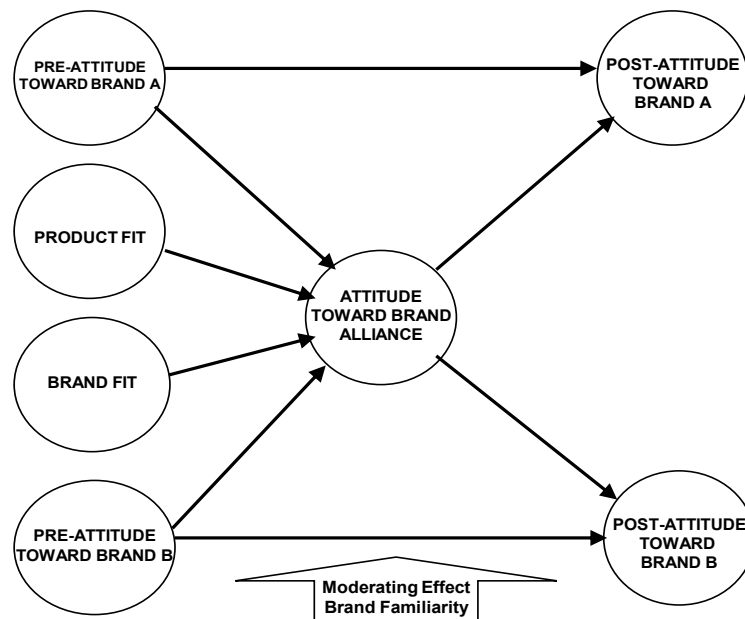 PRE-ATTITUDE
TOWARD BRAND A
POST-ATTITUDE
TOWARD
BRAND A
PRODUCT FIT
ATTITUDE
TOWARD BRAND
ALLIANCE
BRAND FIT
PRE-ATTITUDE
TOWARD BRAND B
POST-ATTITUDE
TOWARD
BRAND B
Moderating Effect
Brand Familiarity